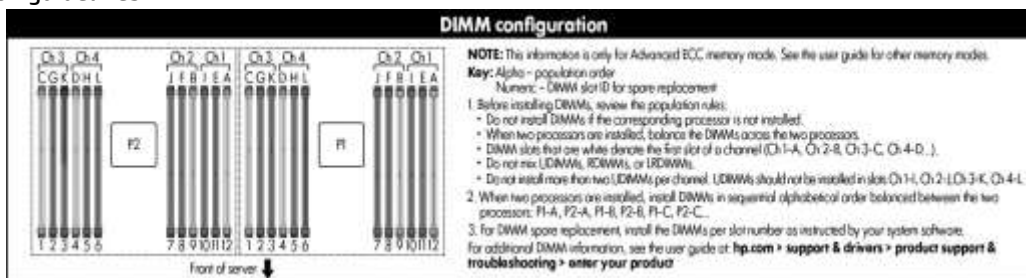 DIMM configuration
Ch 3 Ch 4 Ch 2 Ch 1 Ch 3 Ch 4 Ch 2 Ch 1
C G K D H L J F B I E A C G K D H L J F B I E A
P2 P1
1 2 3 4 5 6 7 8 9 10 11 12 1 2 3 4 5 6 7 8 9 10 11 12
Front of server
NOTE: This information is only for Advanced ECC memory mode. See the user guide for other memory modes.
Key: Alpha – population order
Numeric – DIMM slot ID for spare replacement
1. Before installing DIMMs, review the population rules:
• Do not install DIMMs if the corresponding processor is not installed.
• When two processors are installed, balance the DIMMs across the two processors.
• DIMM slots that are white denote the first slot of a channel (Ch 1-A, Ch 2-B, Ch 3-C, Ch 4-D...).
• Do not mix UDIMMs, RDIMMs, or LRDIMMs.
• Do not install more than two UDIMMs per channel. UDIMMs should not be installed in slots Ch 1-I, Ch 2-J, Ch 3-K, Ch 4-L
2. When two processors are installed, install DIMMs in sequential alphabetical order balanced between the two
processors: P1-A, P2-A, P1-B, P2-B, P1-C, P2-C...
3. For DIMM spare replacement, install the DIMMs per slot number as instructed by your system software.
For additional DIMM information, see the user guide at: hp.com > support & drivers > product support &
troubleshooting > enter your product